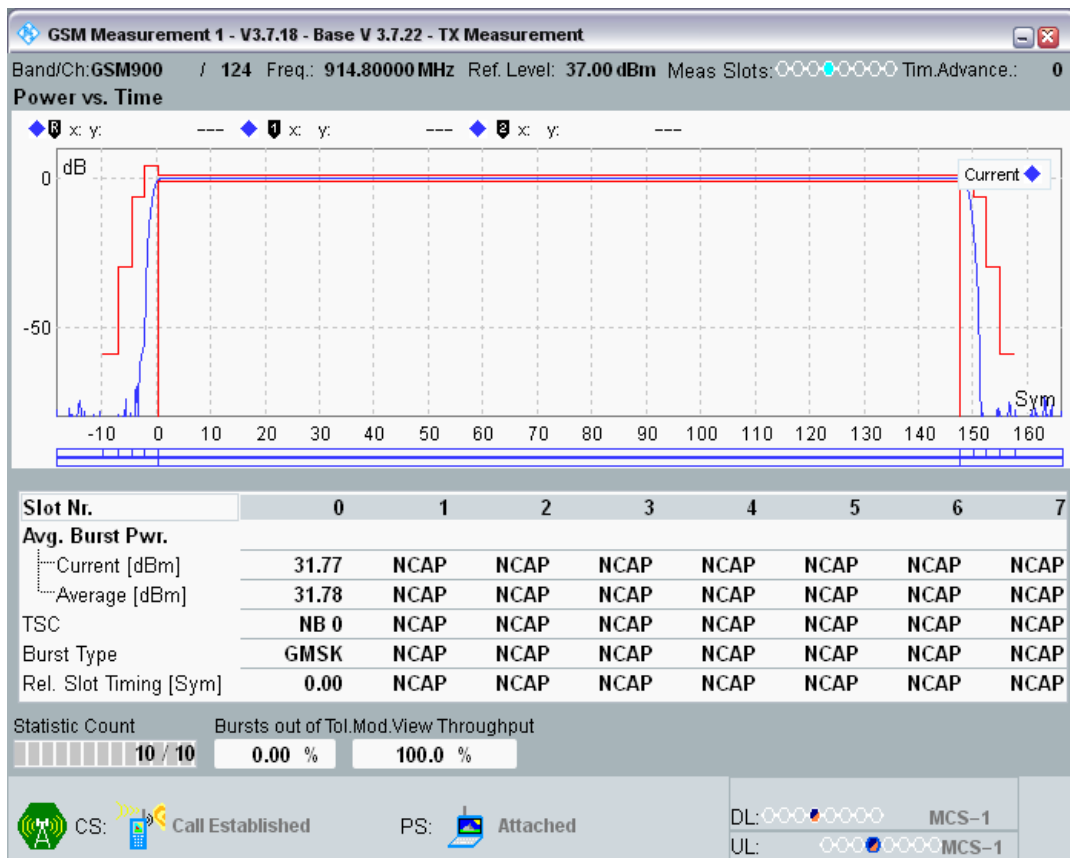 GSM Measurement 1 - V3.7.18 - Base V 3.7.22 - TX Measurement
Band/Ch:GSM900 / 124 Freq.: 914.80000 MHz Ref. Level: 37.00 dBm Meas Slots: Tim.Advance.: 0
Power vs. Time
R x: y: --- 1 x: y: --- 2 x: y: ---
dB
Current
0
-50
Sym
-10 0 10 20 30 40 50 60 70 80 90 100 110 120 130 140 150 160
Slot Nr. 0 1 2 3 4 5 6 7
Avg. Burst Pwr.
Current [dBm] 31.77 NCAP NCAP NCAP NCAP NCAP NCAP NCAP
Average [dBm] 31.78 NCAP NCAP NCAP NCAP NCAP NCAP NCAP
TSC NB 0 NCAP NCAP NCAP NCAP NCAP NCAP NCAP
Burst Type GMSK NCAP NCAP NCAP NCAP NCAP NCAP NCAP
Rel. Slot Timing [Sym] 0.00 NCAP NCAP NCAP NCAP NCAP NCAP NCAP
Statistic Count Bursts out of Tol.Mod.View Throughput
10 / 10 0.00 % 100.0 %
CS: Call Established PS: Attached
DL: MCS-1
UL: MCS-1